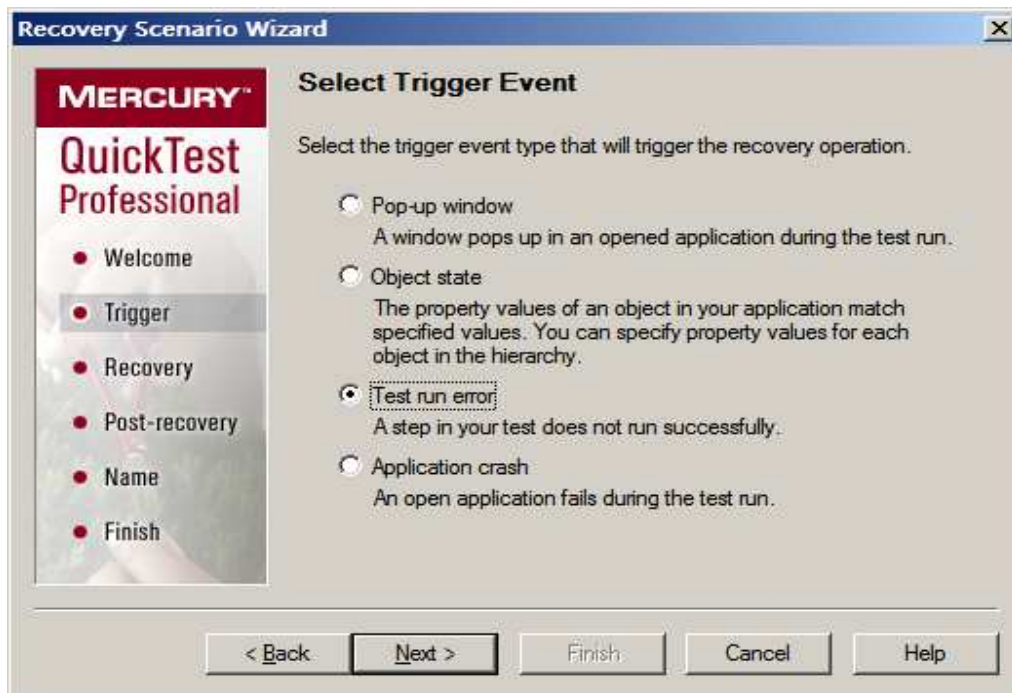 Recovery Scenario Wizard
MERCURY™
QuickTest
Professional
Welcome
Trigger
Recovery
Post-recovery
Name
Finish
Select Trigger Event
Select the trigger event type that will trigger the recovery operation.
Pop-up window
A window pops up in an opened application during the test run.
Object state
The property values of an object in your application match
specified values. You can specify property values for each
object in the hierarchy.
Test run error
A step in your test does not run successfully.
Application crash
An open application fails during the test run.
< Back
Next >
Finish
Cancel
Help